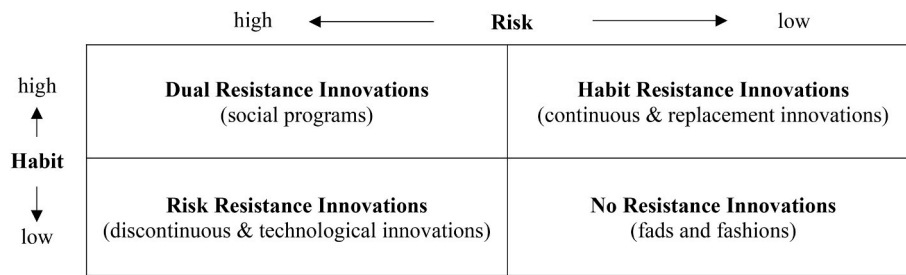 high Risk low
high
Dual Resistance Innovations
(social programs)
Habit Resistance Innovations
(continuous & replacement innovations)
Habit
Risk Resistance Innovations
(discontinuous & technological innovations)
No Resistance Innovations
(fads and fashions)
low